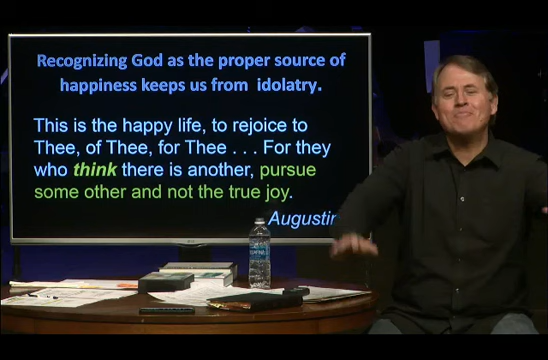 Recognizing God as the proper source of
happiness keeps us from idolatry.
This is the happy life, to rejoice to
Thee, of Thee, for Thee . . . For they
who think there is another, pursue
some other and not the true joy.
Augustin